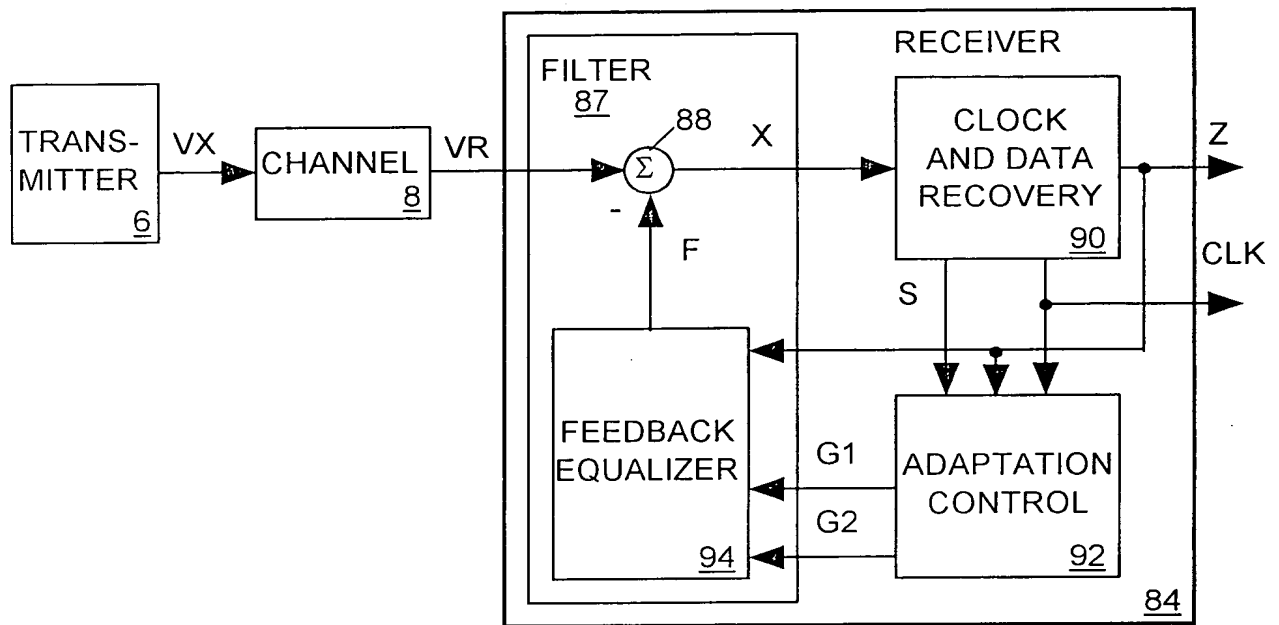 RECEIVER
FILTER
87
88
TRANS-
MITTER
6
VX
CHANNEL
8
VR
Σ
-
X
CLOCK
AND DATA
RECOVERY
90
Z
CLK
F
S
FEEDBACK
EQUALIZER
94
G1
G2
ADAPTATION
CONTROL
92
84